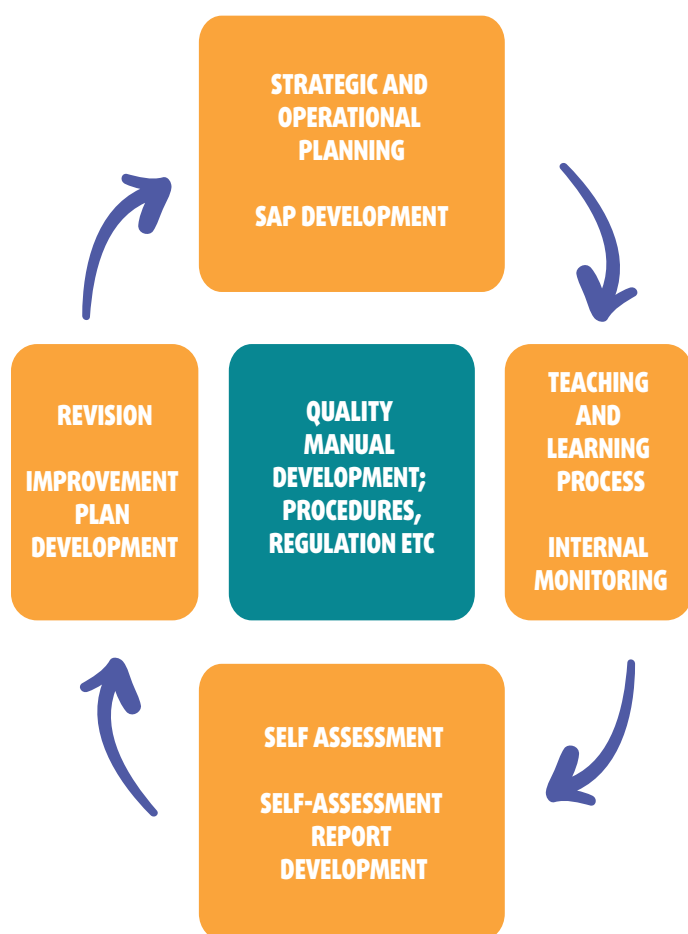 STRATEGIC AND
OPERATIONAL
PLANNING
SAP DEVELOPMENT
REVISION
IMPROVEMENT
PLAN
DEVELOPMENT
QUALITY
MANUAL
DEVELOPMENT;
PROCEDURES,
REGULATION ETC
TEACHING
AND
LEARNING
PROCESS
INTERNAL
MONITORING
SELF ASSESSMENT
SELF-ASSESSMENT
REPORT
DEVELOPMENT